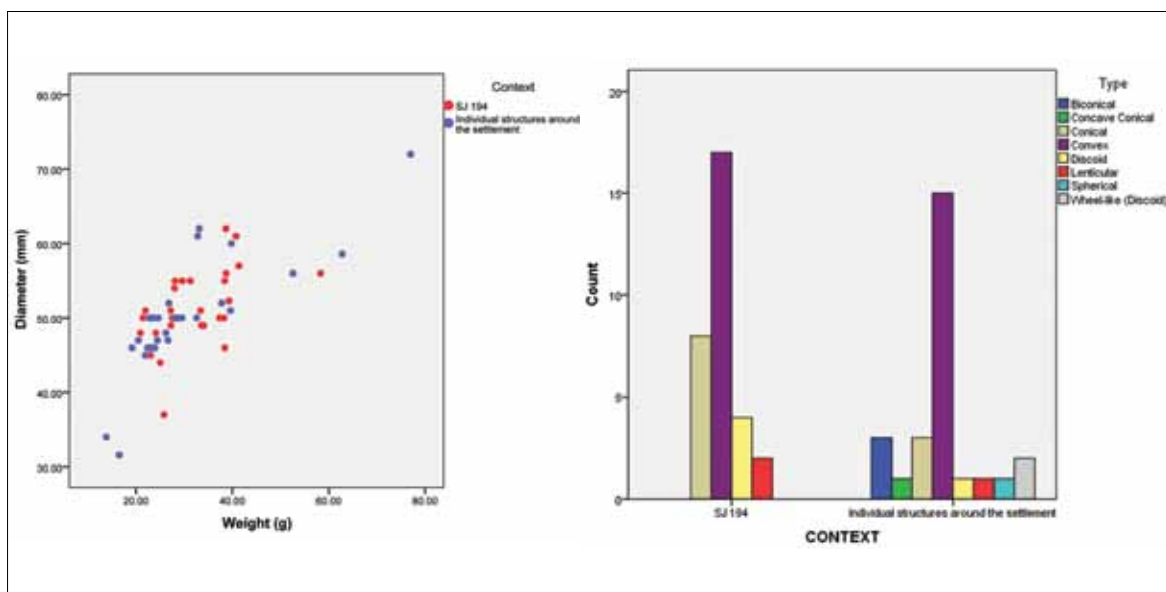 80.00
70.00
60.00
50.00
40.00
30.00
Diameter (mm)
20.00
40.00
60.00
80.00
Weight (g)
Context
SJ 194
Individual structures around
the settlement
20
15
10
5
0
Count
SJ 194
Individual structures around the settlement
CONTEXT
Type
Biconical
Concave Conical
Conical
Convex
Discoid
Lenticular
Spherical
Wheel-like (Discoid)